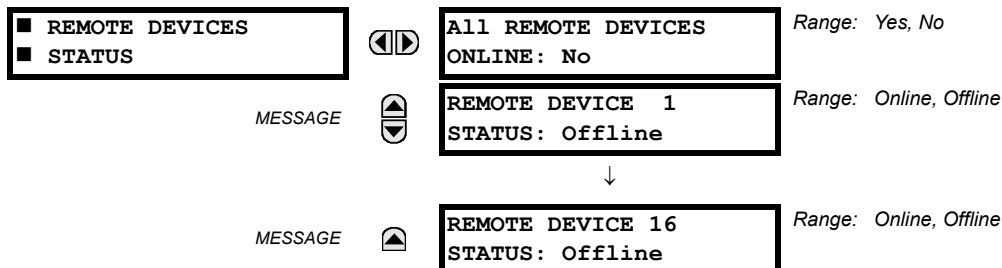 ■ REMOTE DEVICES
■ STATUS
All REMOTE DEVICES
ONLINE: No
Range: Yes, No
MESSAGE
REMOTE DEVICE 1
STATUS: Offline
Range: Online, Offline
↓
MESSAGE
REMOTE DEVICE 16
STATUS: Offline
Range: Online, Offline